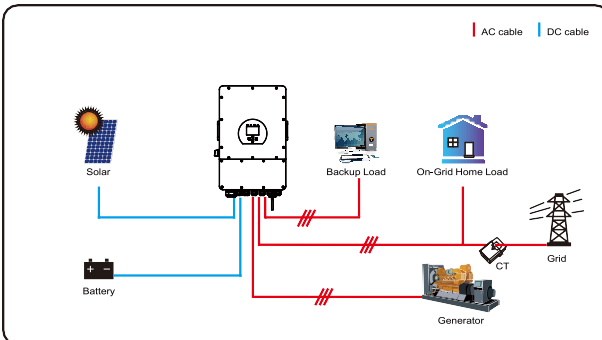 AC cable
DC cable
Solar
Backup Load
On-Grid Home Load
CT
Grid
Battery
Generator